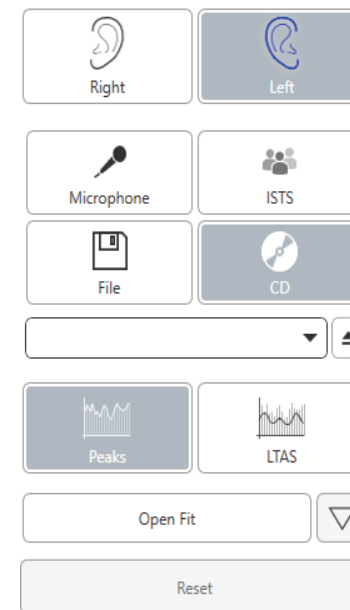 Right Left
Microphone ISTS
File CD
Peaks LTAS
Open Fit
Reset